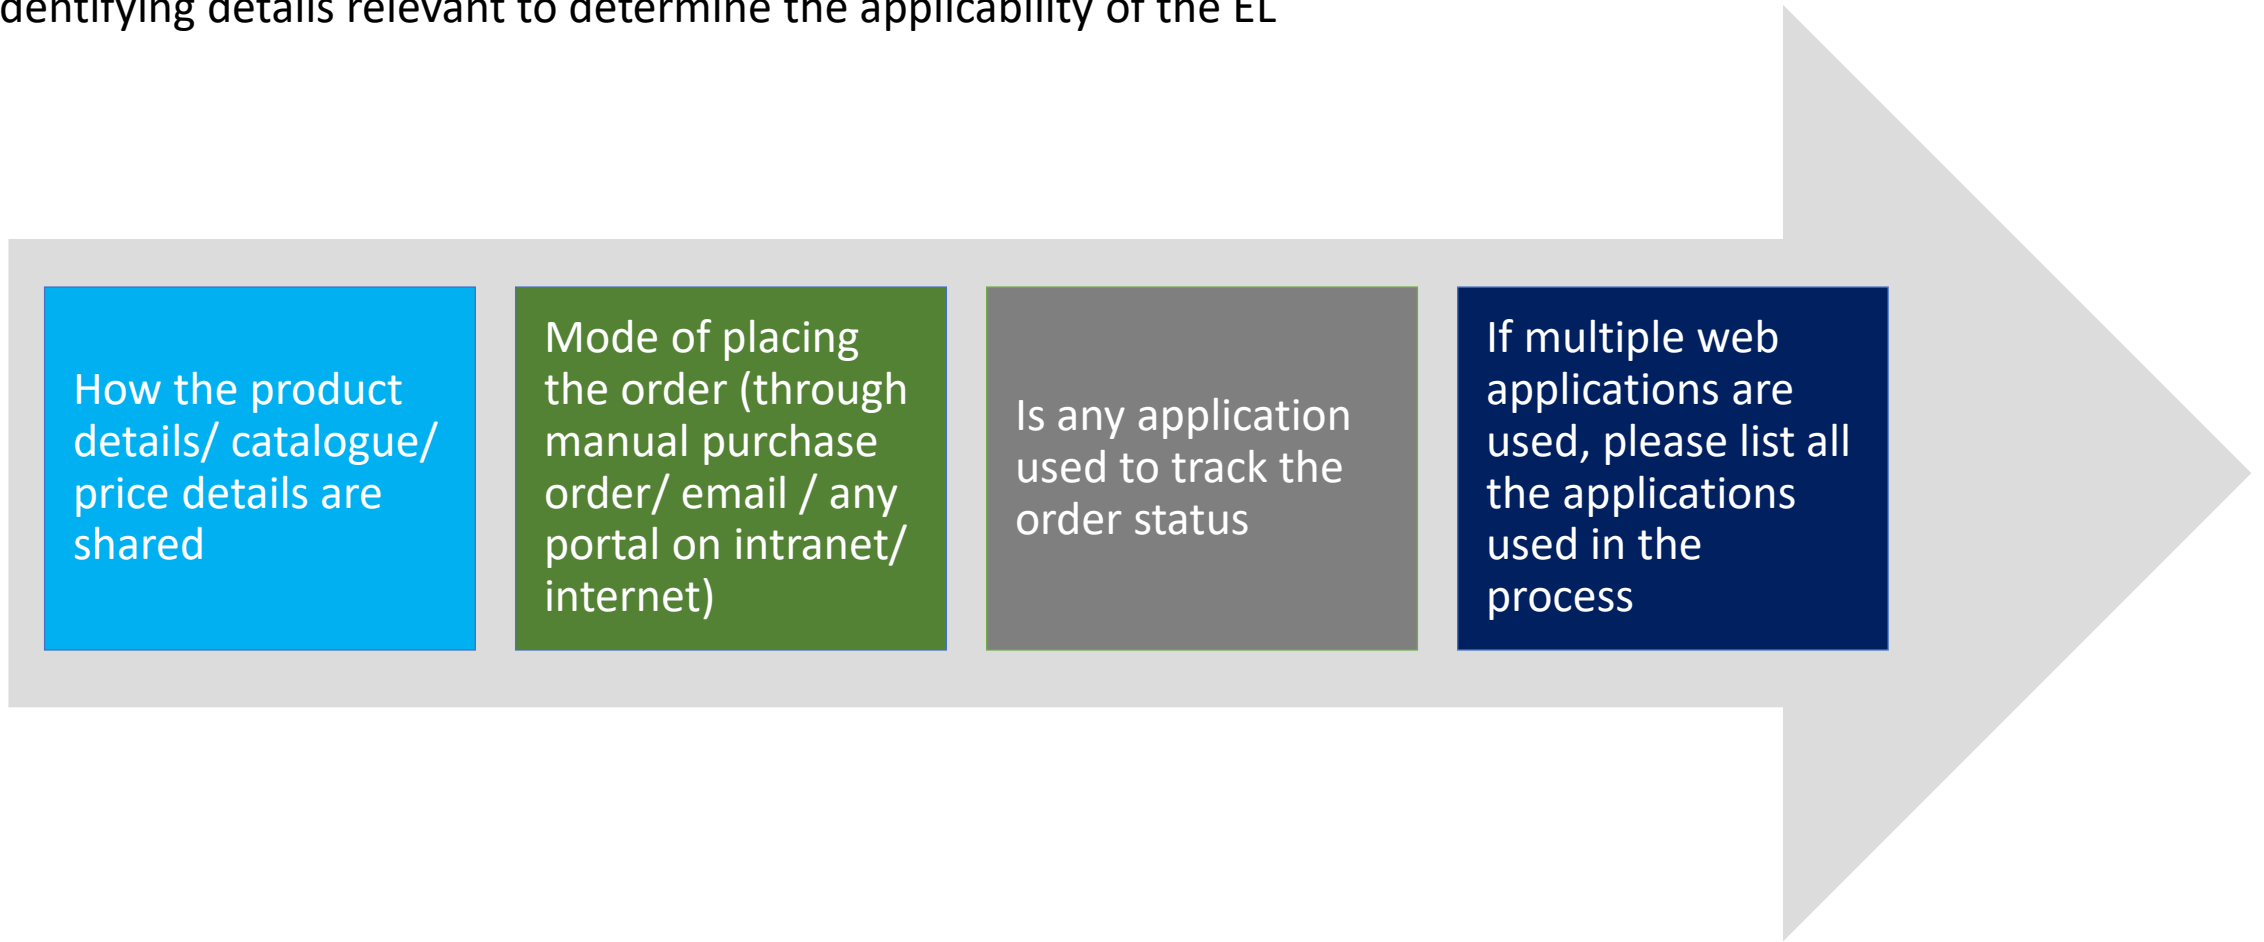 dentifying details relevant to determine the applicability of the EL
How the product
details/ catalogue/
price details are
shared
Mode of placing
the order (through
manual purchase
order/ email / any
portal on intranet/
internet)
Is any application
used to track the
order status
If multiple web
applications are
used, please list all
the applications
used in the
process